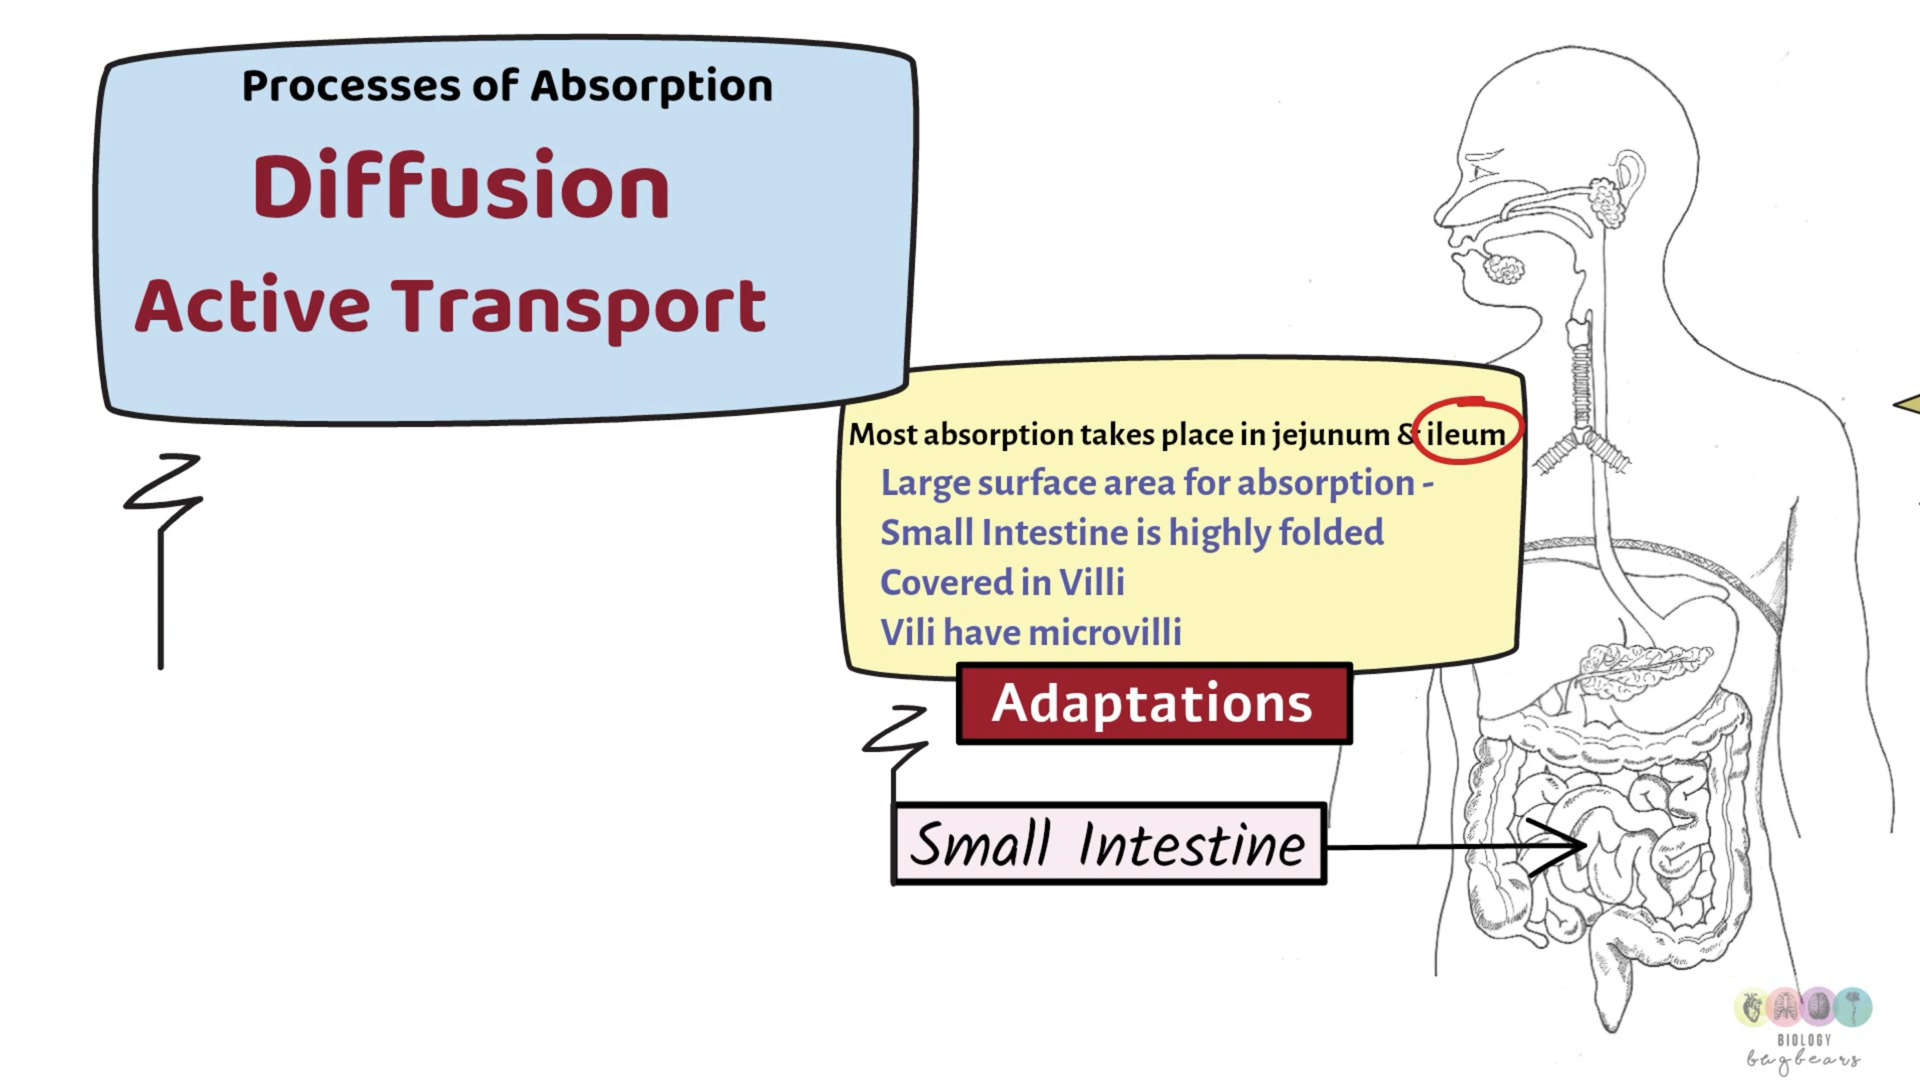 Processes of Absorption
Diffusion
Active Transport
Most absorption takes place in jejunum & ileum
Large surface area for absorption -
Small Intestine is highly folded
Covered in Villi
Vili have microvilli
Adaptations
Small Intestine
BIOLOGY
bugbears